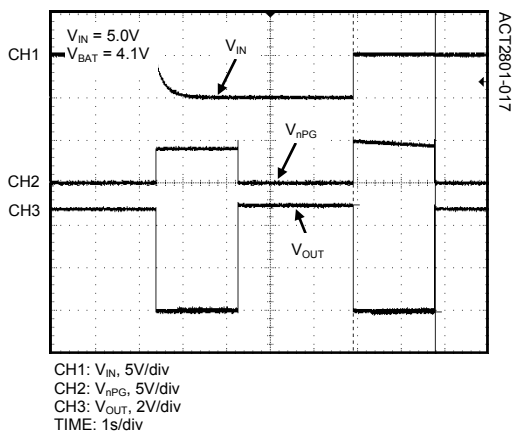 V_IN = 5.0V
V_BAT = 4.1V
CH1
V_IN
ACT2801-017
V_nPG
CH2
CH3
V_OUT
CH1: V_IN, 5V/div
CH2: V_nPG, 5V/div
CH3: V_OUT, 2V/div
TIME: 1s/div